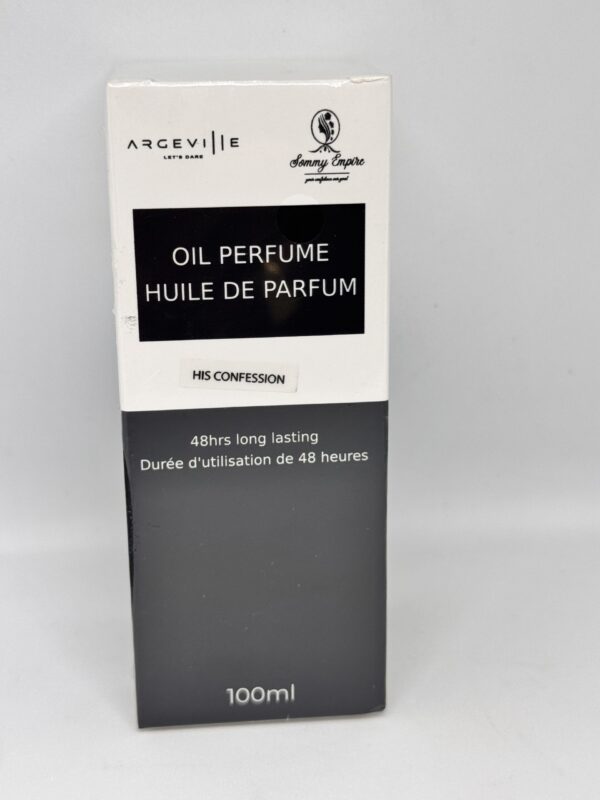 ARGEVILLE
LET'S DARE
Sommy Empire
OIL PERFUME
HUILE DE PARFUM
HIS CONFESSION
48hrs long lasting
Durée d'utilisation de 48 heures
100ml